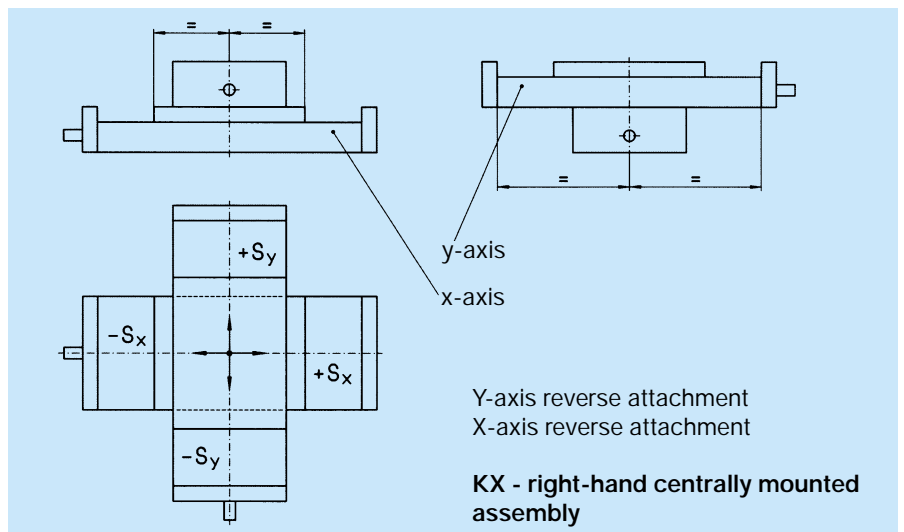 = =
= =
y-axis
x-axis
+Sy
-Sx
+Sx
-Sy
Y-axis reverse attachment
X-axis reverse attachment
KX - right-hand centrally mounted
assembly